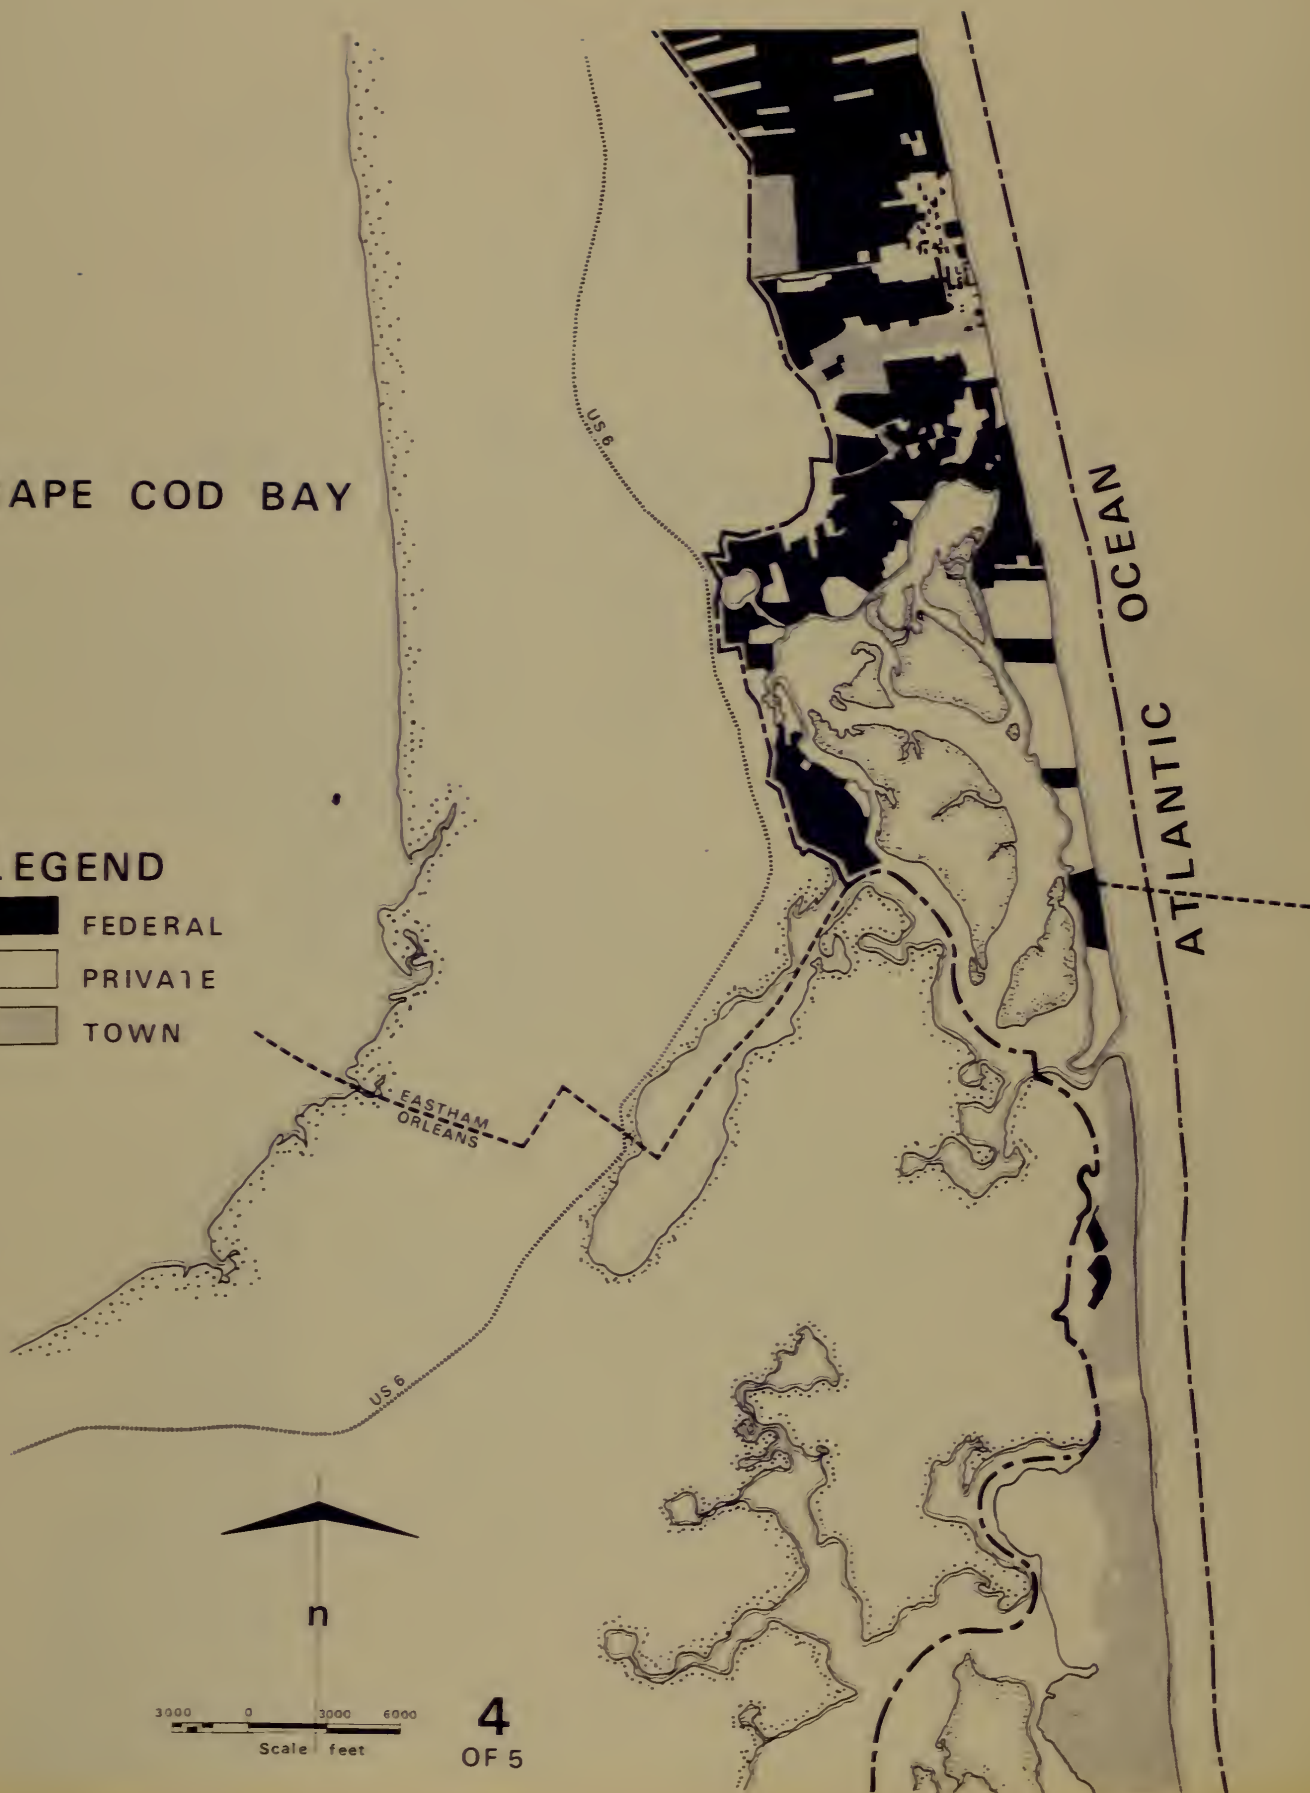 US 6
APE COD BAY
OCEAN
ATLANTIC
EGEND
FEDERAL
PRIVATE
TOWN
EASTHAM
ORLEANS
US 6
n
3000 0 3000 6000
Scale feet
4
OF 5